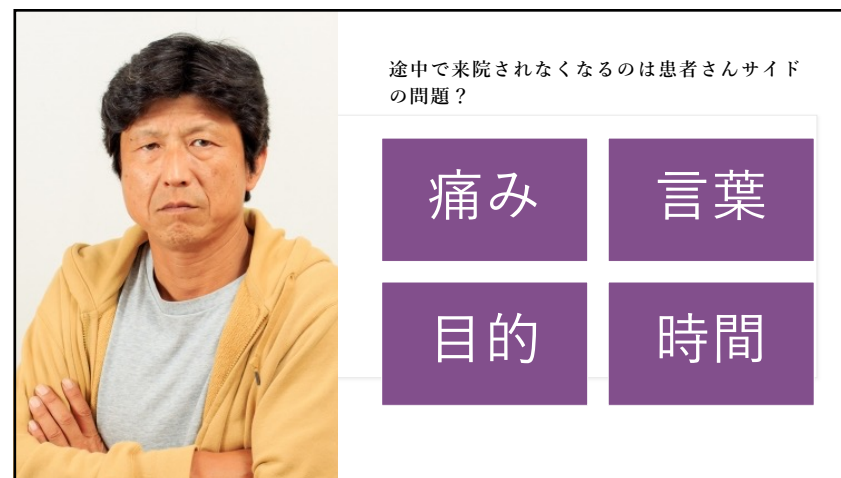 途中で来院されなくなるのは患者さんサイド
の問題？
痛み
言葉
目的
時間